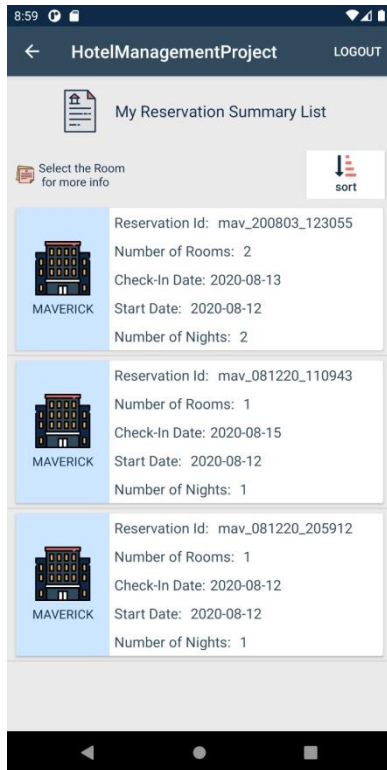 8:59
← HotelManagementProject LOGOUT
My Reservation Summary List
Select the Room
for more info
sort
Reservation Id: mav_200803_123055
Number of Rooms: 2
Check-In Date: 2020-08-13
MAVERICK Start Date: 2020-08-12
Number of Nights: 2
Reservation Id: mav_081220_110943
Number of Rooms: 1
Check-In Date: 2020-08-15
MAVERICK Start Date: 2020-08-12
Number of Nights: 1
Reservation Id: mav_081220_205912
Number of Rooms: 1
Check-In Date: 2020-08-12
MAVERICK Start Date: 2020-08-12
Number of Nights: 1